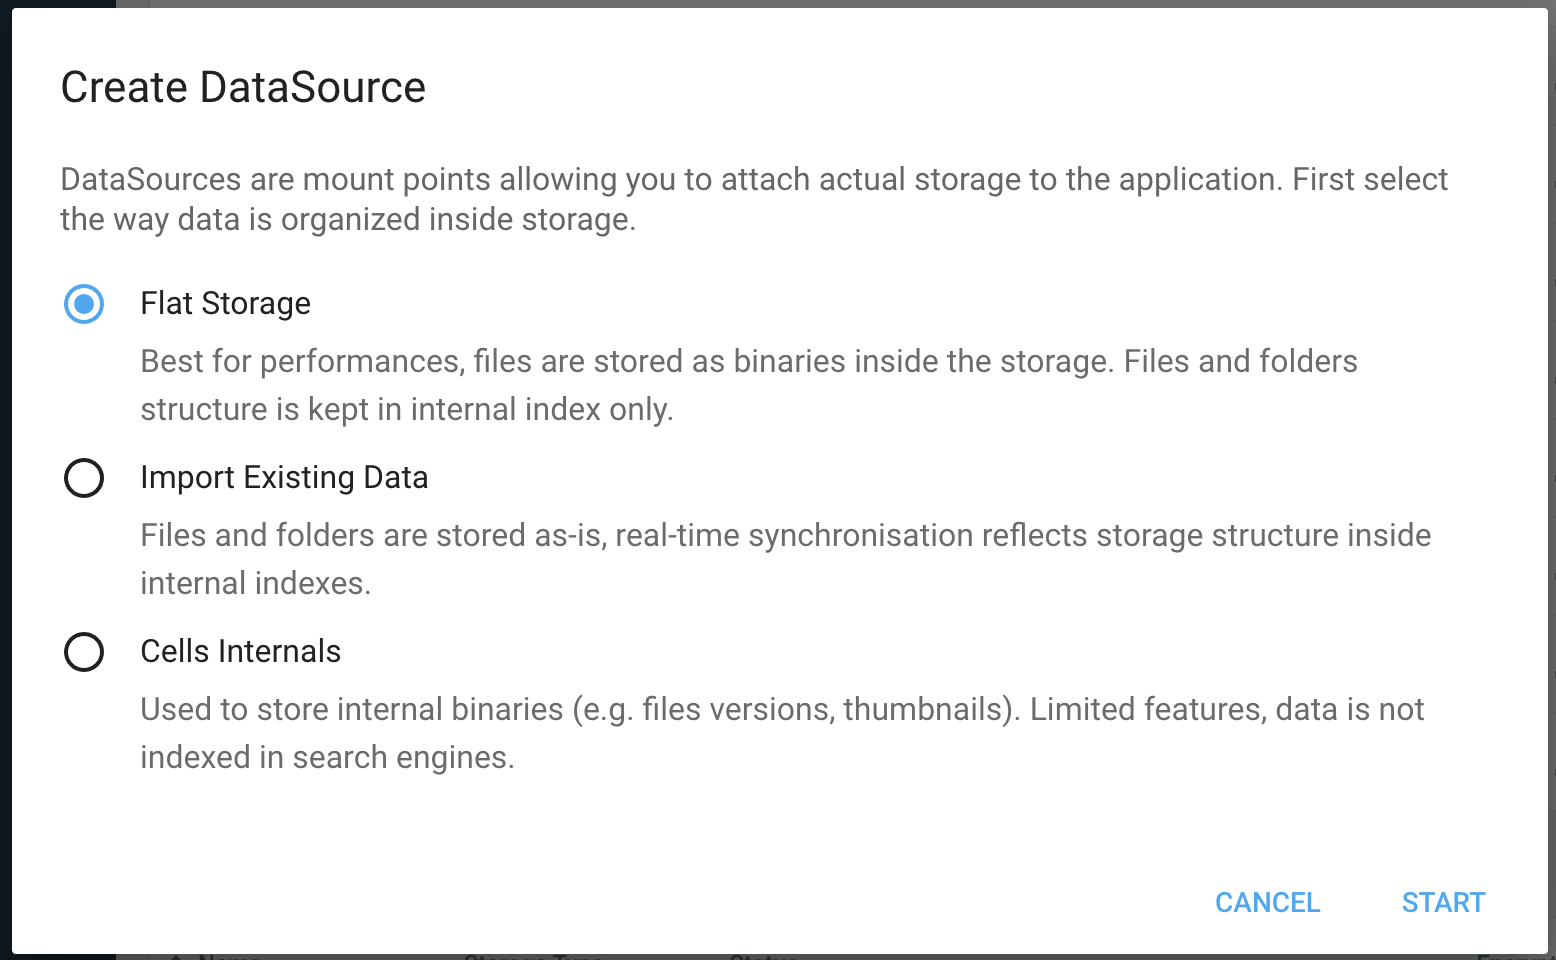 Create DataSource
DataSources are mount points allowing you to attach actual storage to the application. First select
the way data is organized inside storage.
Flat Storage
Best for performances, files are stored as binaries inside the storage. Files and folders
structure is kept in internal index only.
Import Existing Data
Files and folders are stored as-is, real-time synchronisation reflects storage structure inside
internal indexes.
Cells Internals
Used to store internal binaries (e.g. files versions, thumbnails). Limited features, data is not
indexed in search engines.
CANCEL START